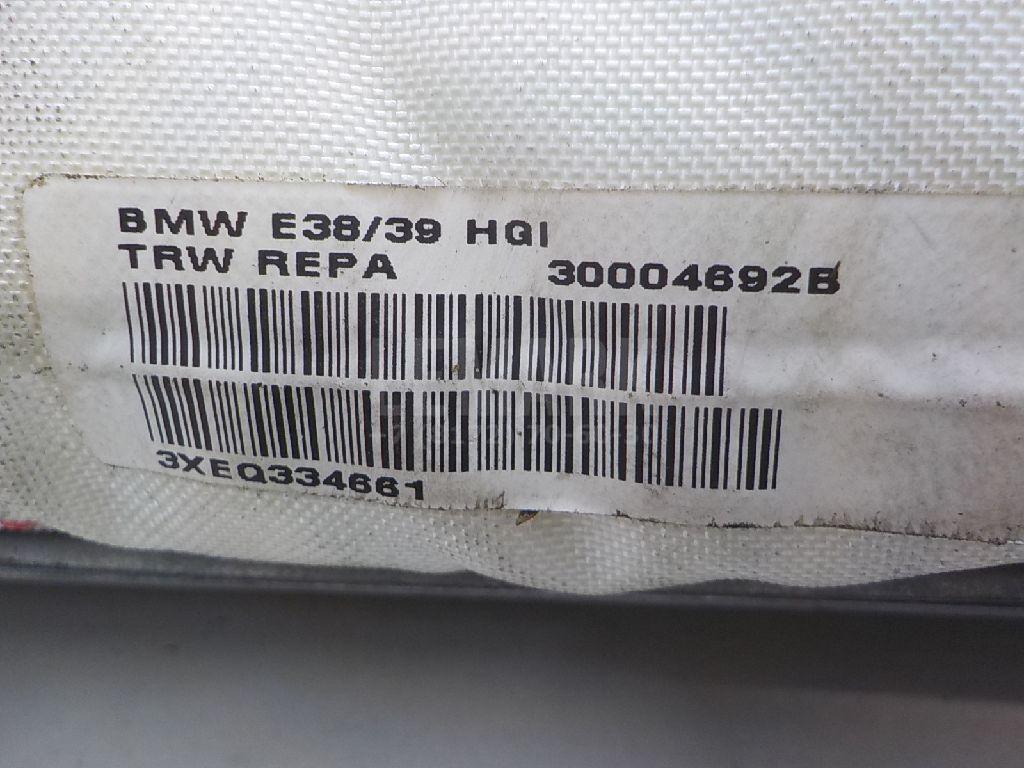 BMW E38/39 HGI
TRW REPA 30004692B
3XEQ334661